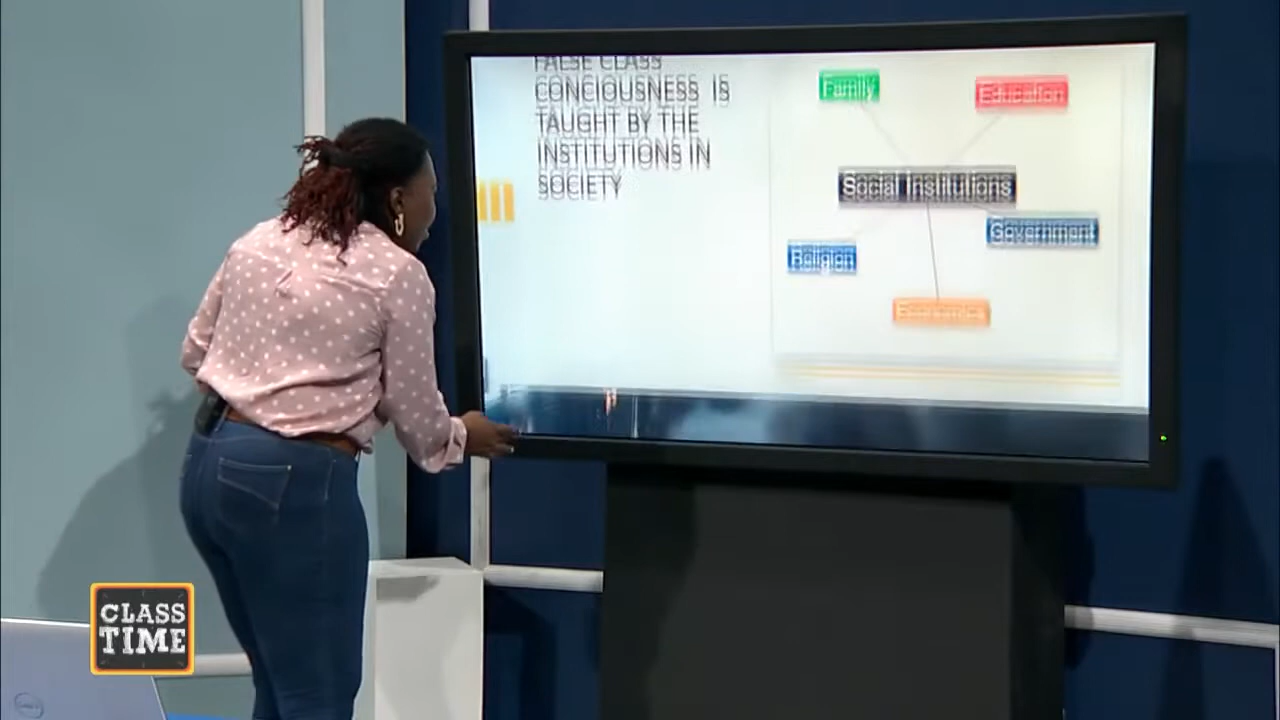 FALSE CLASS
CONCIOUSNESS IS
TAUGHT BY THE
INSTITUTIONS IN
SOCIETY
Family
Education
Social Institutions
Government
Religion
Economics
CLASS
TIME